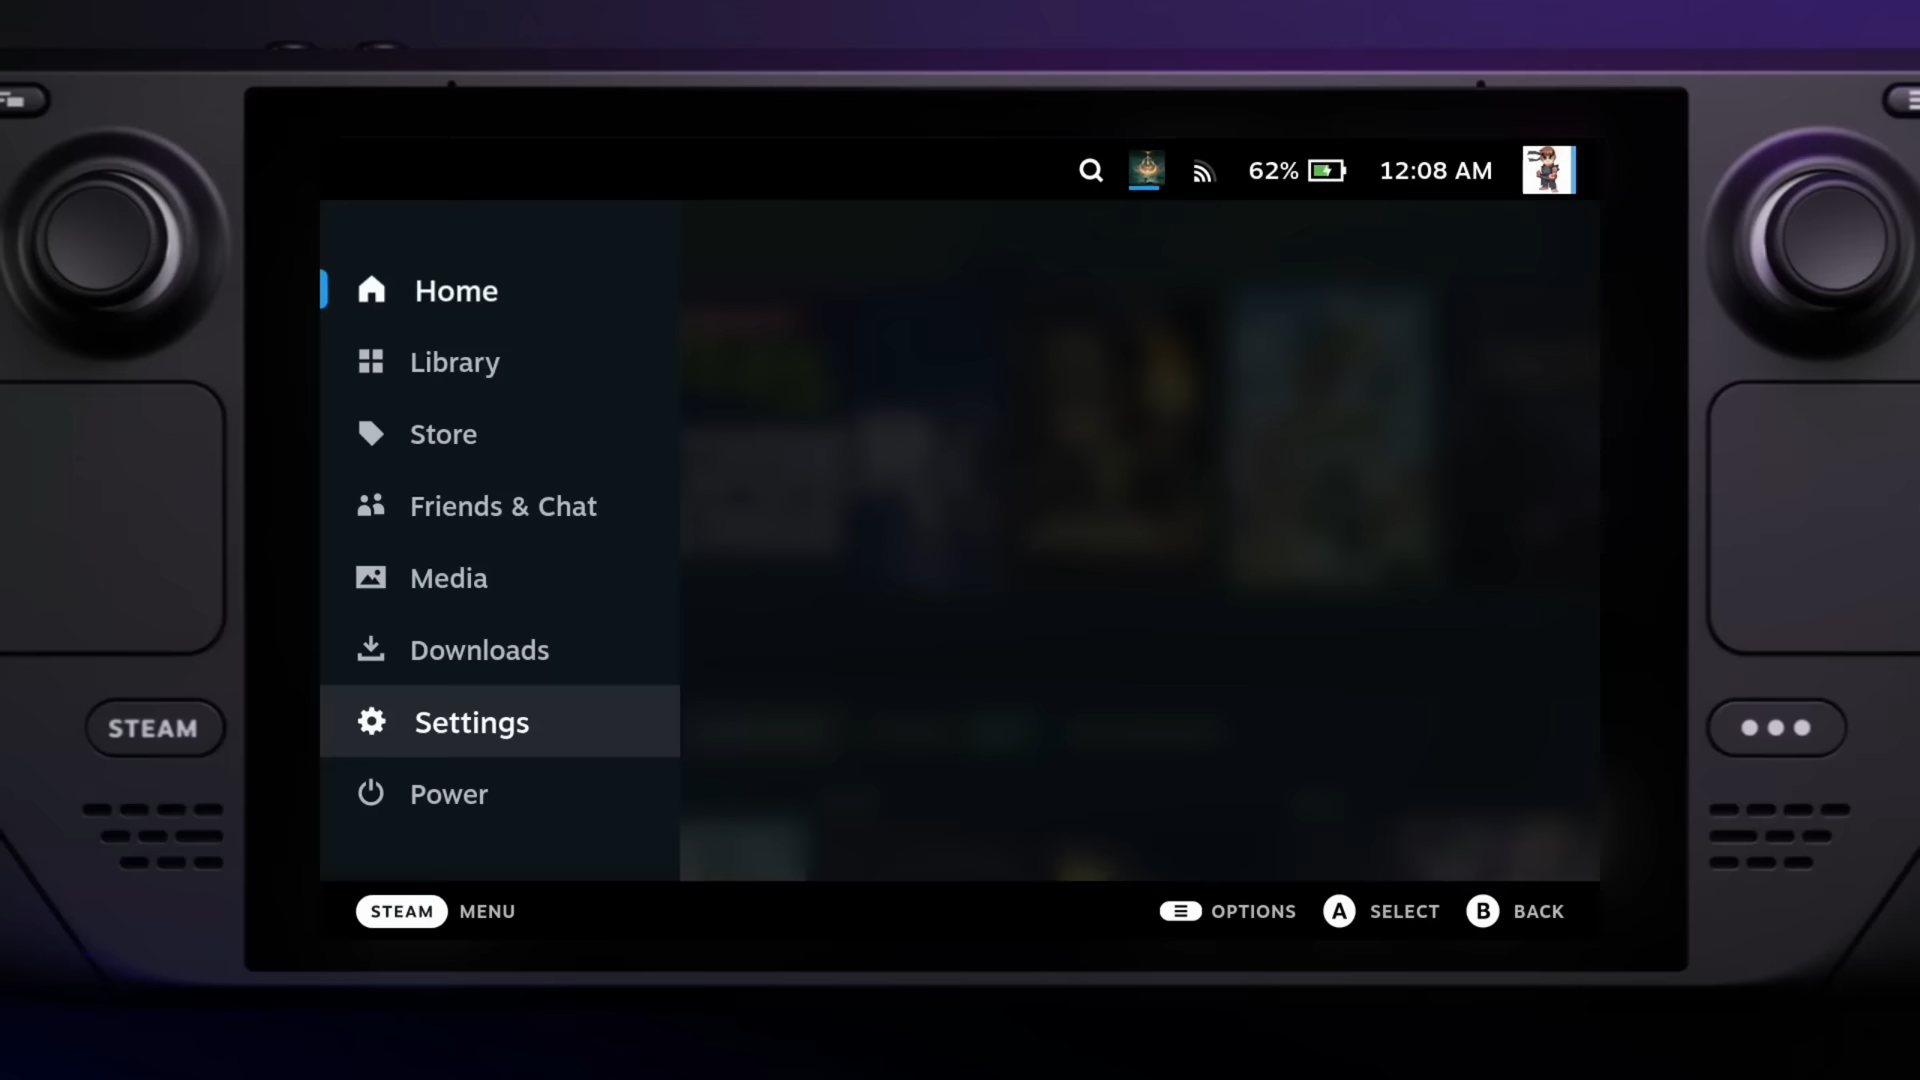 62% 12:08 AM
Home
Library
Store
Friends & Chat
Media
Downloads
Settings
Power
STEAM
STEAM MENU
OPTIONS A SELECT B BACK